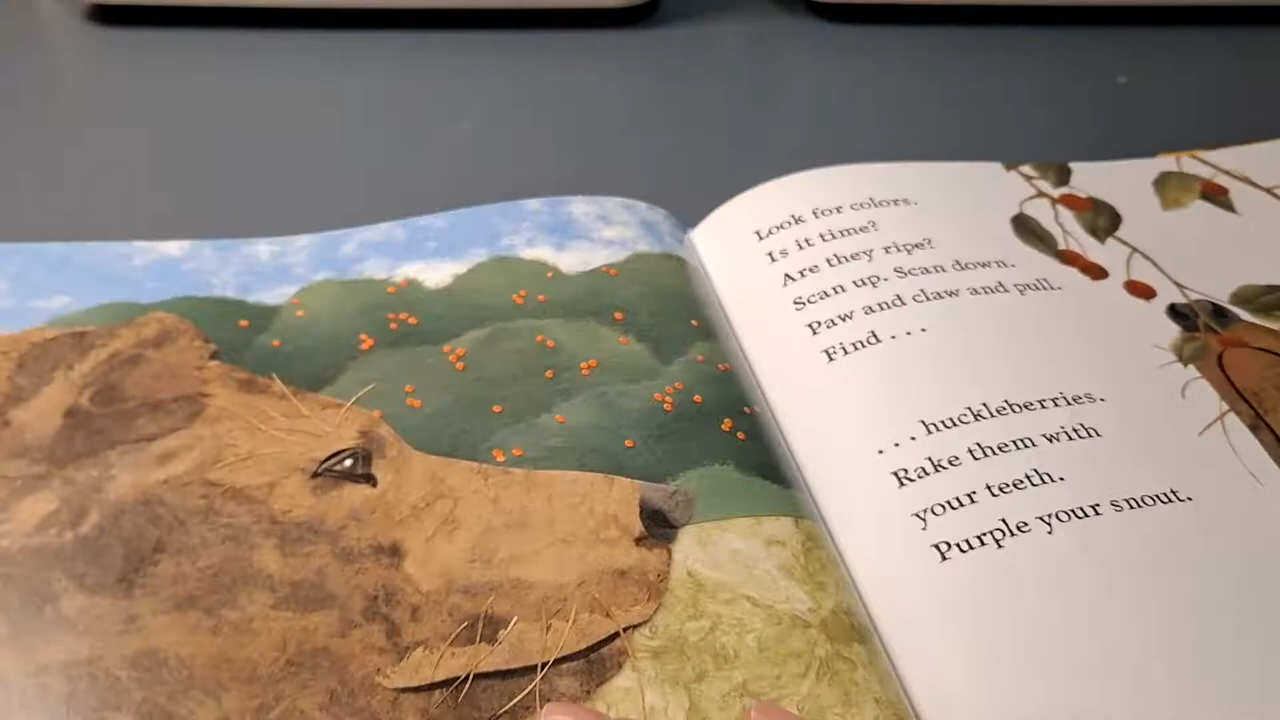 Look for colors.
Is it time?
Are they ripe?
Scan up. Scan down.
Paw and claw and pull.
Find . . .
. . . huckleberries.
Rake them with
your teeth.
Purple your snout.